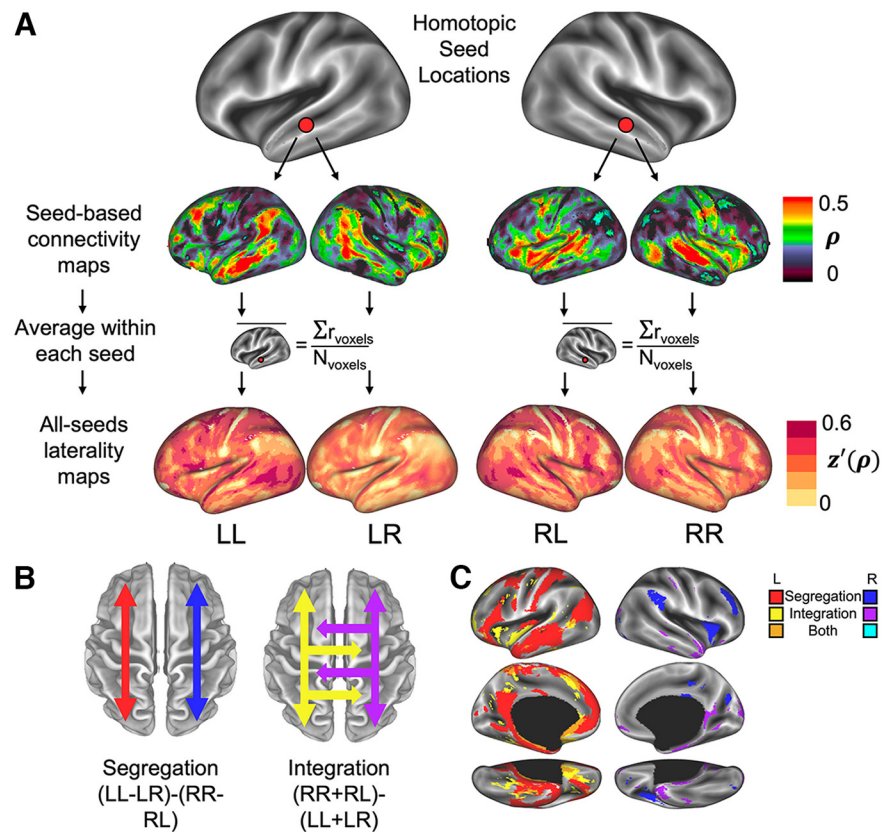 A
Homotopic
Seed
Locations
Seed-based
connectivity
maps
0.5
ρ
0
Average within
each seed
= Σr_voxels / N_voxels
= Σr_voxels / N_voxels
All-seeds
laterality
maps
0.6
z'(ρ)
0
LL
LR
RL
RR
B
Segregation
(LL-LR)-(RR-
RL)
Integration
(RR+RL)-
(LL+LR)
C
L
R
Segregation
Integration
Both